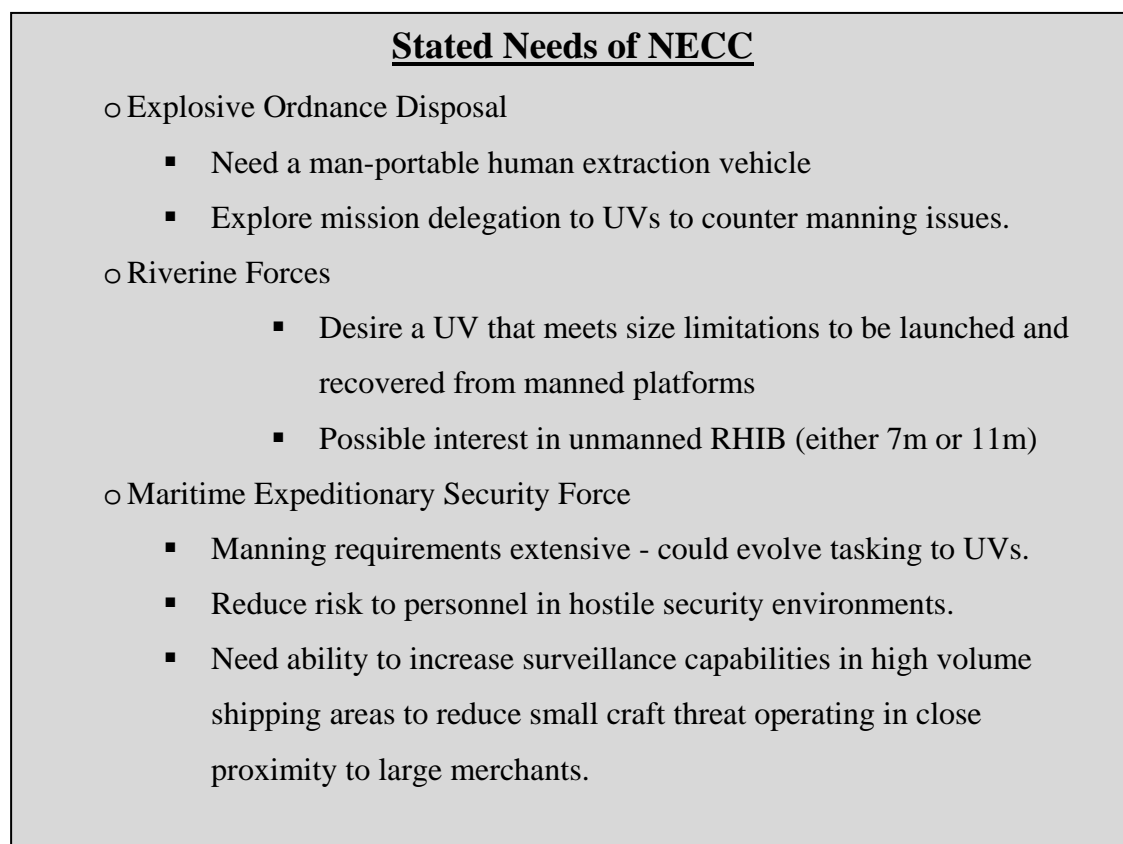 Stated Needs of NECC
o Explosive Ordnance Disposal
▪ Need a man-portable human extraction vehicle
▪ Explore mission delegation to UVs to counter manning issues.
o Riverine Forces
▪ Desire a UV that meets size limitations to be launched and
recovered from manned platforms
▪ Possible interest in unmanned RHIB (either 7m or 11m)
o Maritime Expeditionary Security Force
▪ Manning requirements extensive - could evolve tasking to UVs.
▪ Reduce risk to personnel in hostile security environments.
▪ Need ability to increase surveillance capabilities in high volume
shipping areas to reduce small craft threat operating in close
proximity to large merchants.